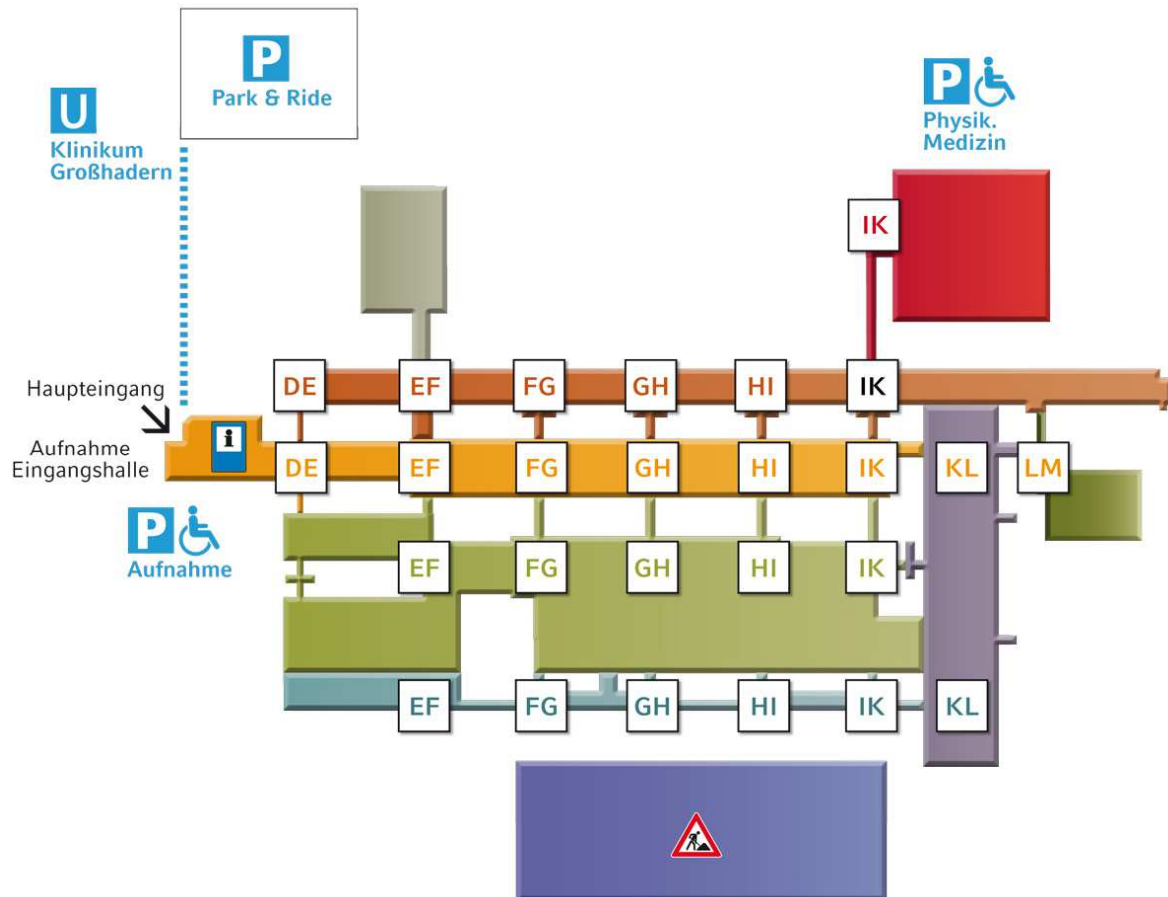 P
Park & Ride
U
Klinikum
Großhadern
P
Physik.
Medizin
IK
Haupteingang
DE EF FG GH HI IK
Aufnahme
Eingangshalle
i
DE EF FG GH HI IK KL LM
P
Aufnahme
EF FG GH HI IK
EF FG GH HI IK KL